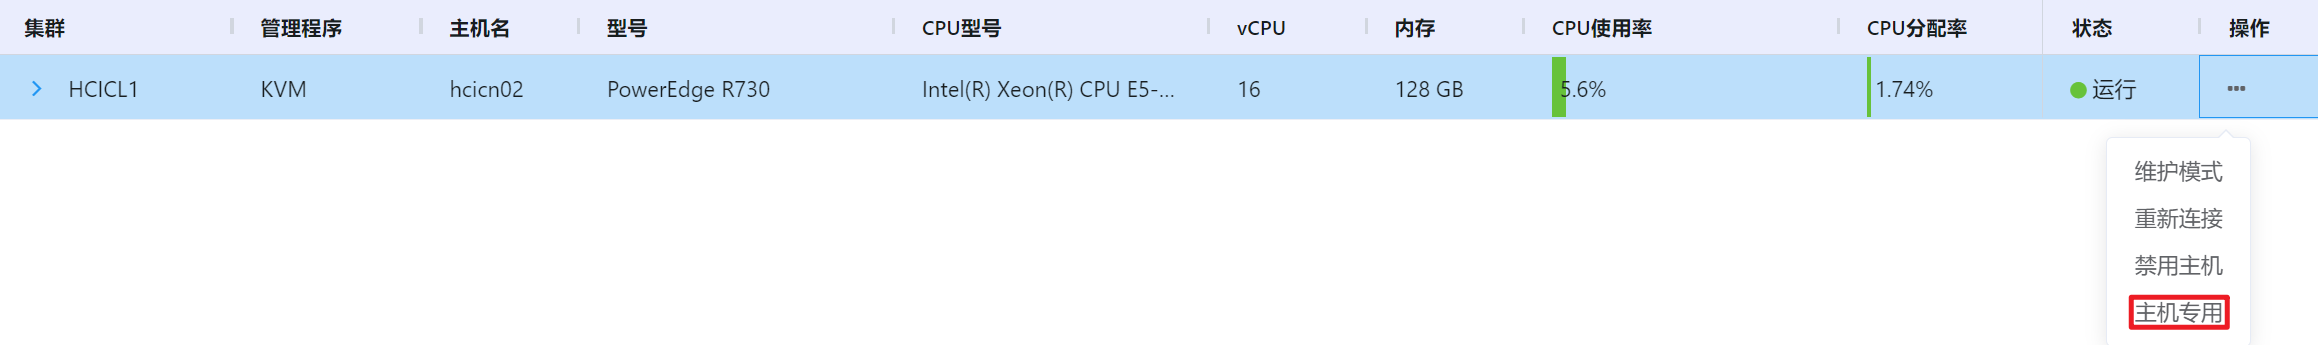 集群 管理程序 主机名 型号 CPU型号 vCPU 内存 CPU使用率 CPU分配率 状态 操作
HCICL1 KVM hcicn02 PowerEdge R730 Intel(R) Xeon(R) CPU E5-... 16 128 GB 5.6% 1.74% 运行 ···
维护模式
重新连接
禁用主机
主机专用